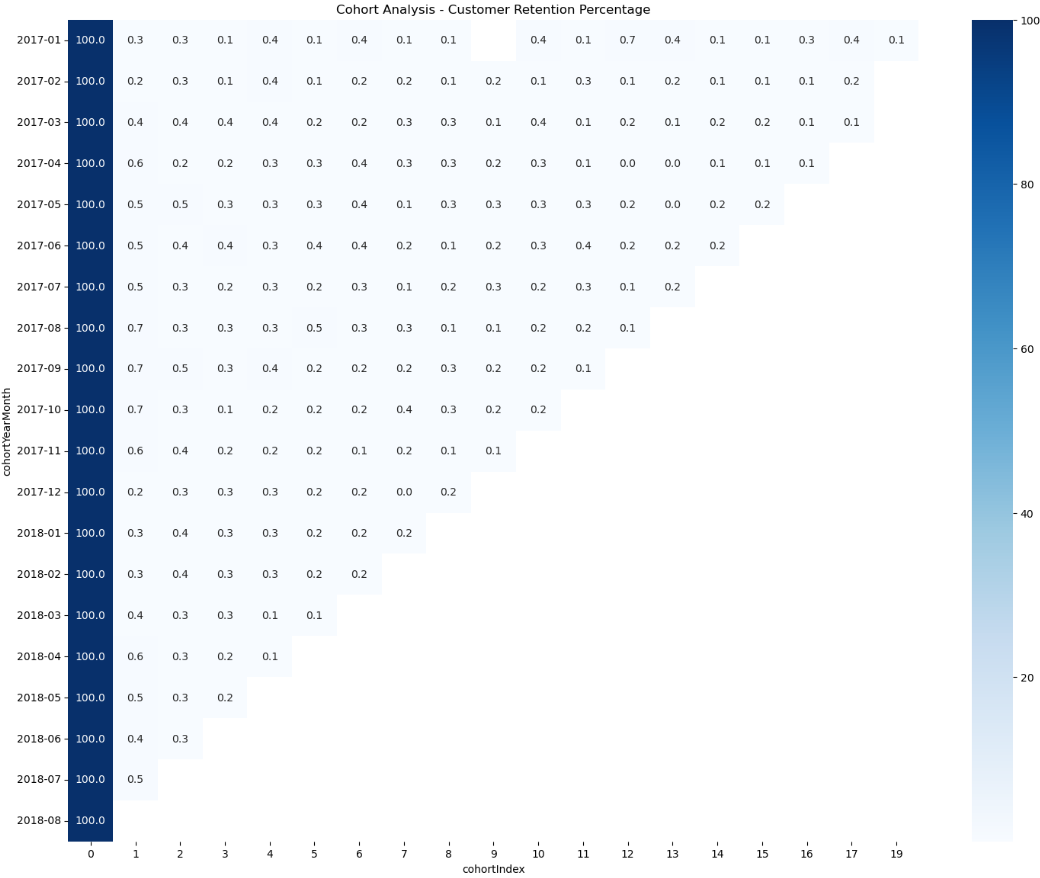 Cohort Analysis - Customer Retention Percentage
2017-01 100.0 0.3 0.3 0.1 0.4 0.1 0.4 0.1 0.1 0.4 0.1 0.7 0.4 0.1 0.1 0.3 0.4 0.1
2017-02 100.0 0.2 0.3 0.1 0.4 0.1 0.2 0.2 0.1 0.2 0.1 0.3 0.1 0.2 0.1 0.1 0.1 0.2
2017-03 100.0 0.4 0.4 0.4 0.4 0.2 0.2 0.3 0.3 0.1 0.4 0.1 0.2 0.1 0.2 0.2 0.1 0.1
2017-04 100.0 0.6 0.2 0.2 0.3 0.3 0.4 0.3 0.3 0.2 0.3 0.1 0.0 0.0 0.1 0.1 0.1
2017-05 100.0 0.5 0.5 0.3 0.3 0.3 0.4 0.1 0.3 0.3 0.3 0.3 0.2 0.0 0.2 0.2
2017-06 100.0 0.5 0.4 0.4 0.3 0.4 0.4 0.2 0.1 0.2 0.3 0.4 0.2 0.2 0.2
2017-07 100.0 0.5 0.3 0.2 0.3 0.2 0.3 0.1 0.2 0.3 0.2 0.3 0.1 0.2
2017-08 100.0 0.7 0.3 0.3 0.3 0.5 0.3 0.3 0.1 0.1 0.2 0.2 0.1
2017-09 100.0 0.7 0.5 0.3 0.4 0.2 0.2 0.2 0.3 0.2 0.2 0.1
2017-10 100.0 0.7 0.3 0.1 0.2 0.2 0.2 0.4 0.3 0.2 0.2
2017-11 100.0 0.6 0.4 0.2 0.2 0.2 0.1 0.2 0.1 0.1
2017-12 100.0 0.2 0.3 0.3 0.3 0.2 0.2 0.0 0.2
2018-01 100.0 0.3 0.4 0.3 0.3 0.2 0.2 0.2
2018-02 100.0 0.3 0.4 0.3 0.3 0.2 0.2
2018-03 100.0 0.4 0.3 0.3 0.1 0.1
2018-04 100.0 0.6 0.3 0.2 0.1
2018-05 100.0 0.5 0.3 0.2
2018-06 100.0 0.4 0.3
2018-07 100.0 0.5
2018-08 100.0
0 1 2 3 4 5 6 7 8 9 10 11 12 13 14 15 16 17 19
cohortIndex
cohortYearMonth
100
80
60
40
20